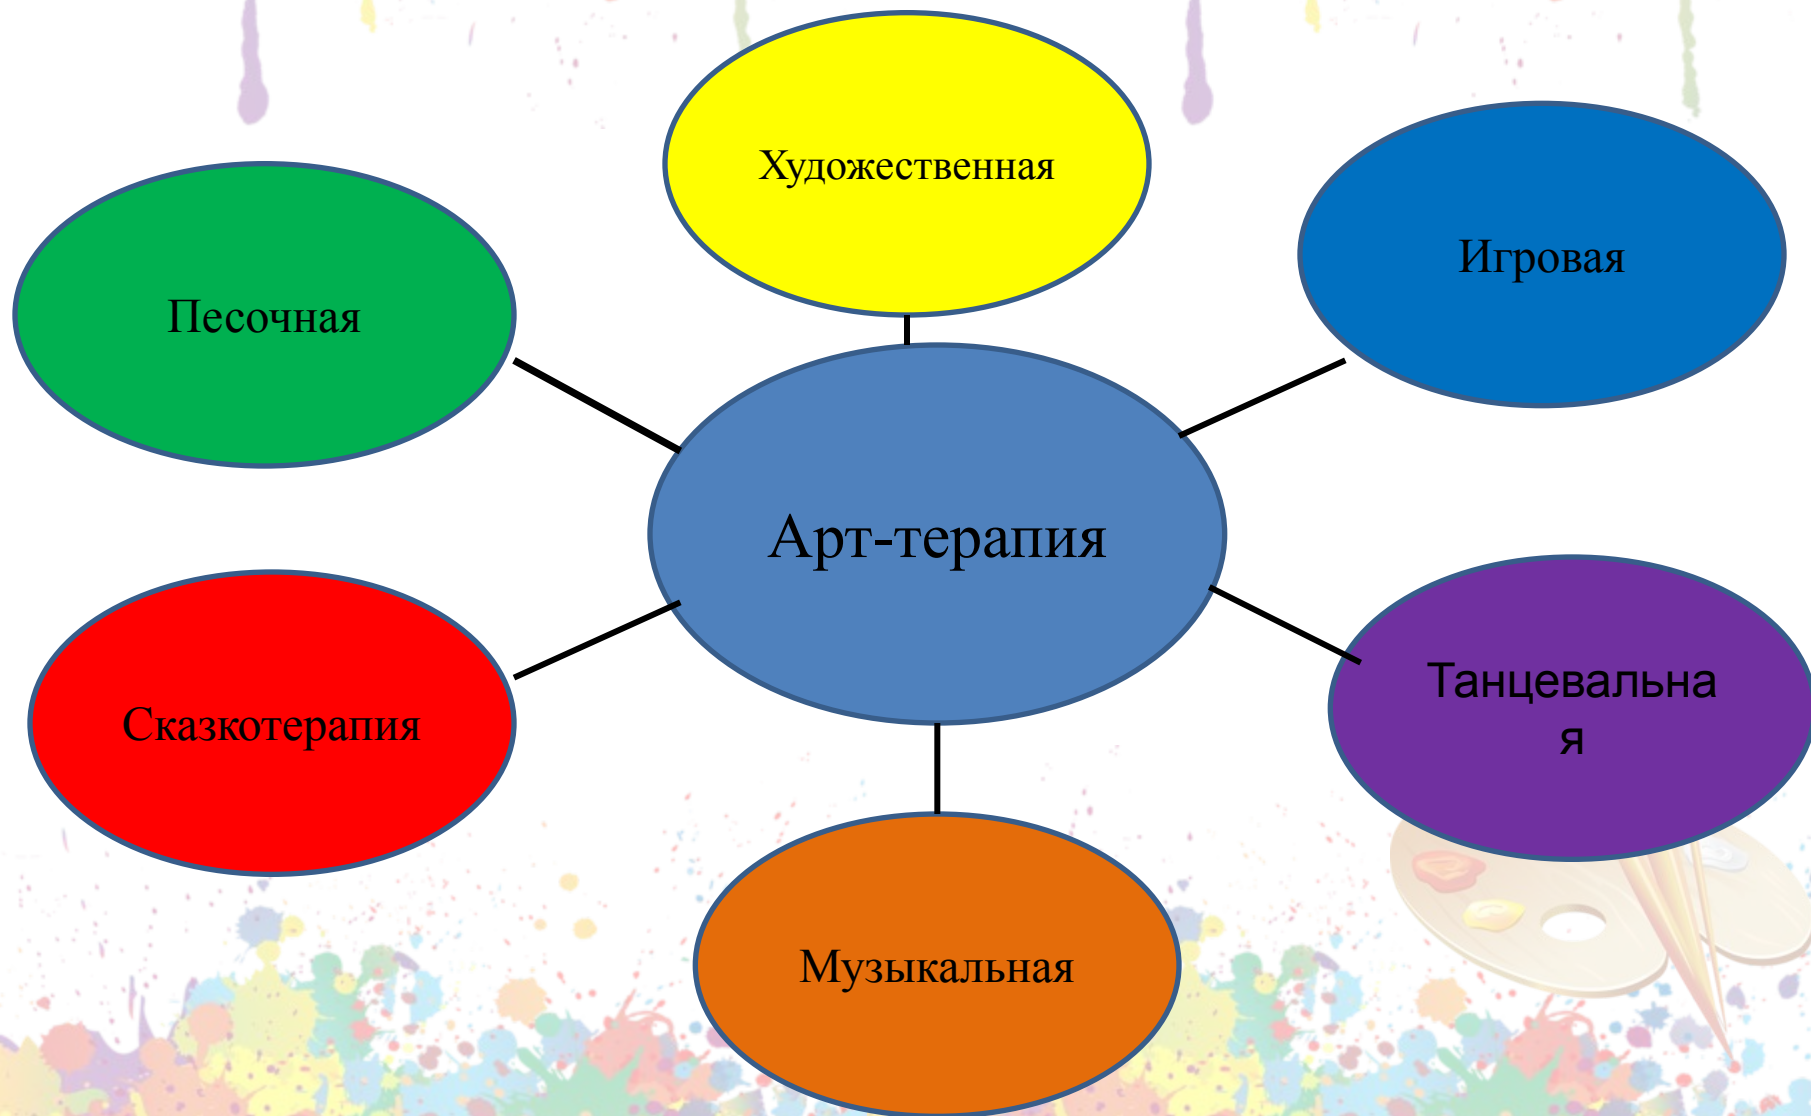 Художественная
Игровая
Песочная
Арт-терапия
Танцевальна
я
Сказкотерапия
Музыкальная